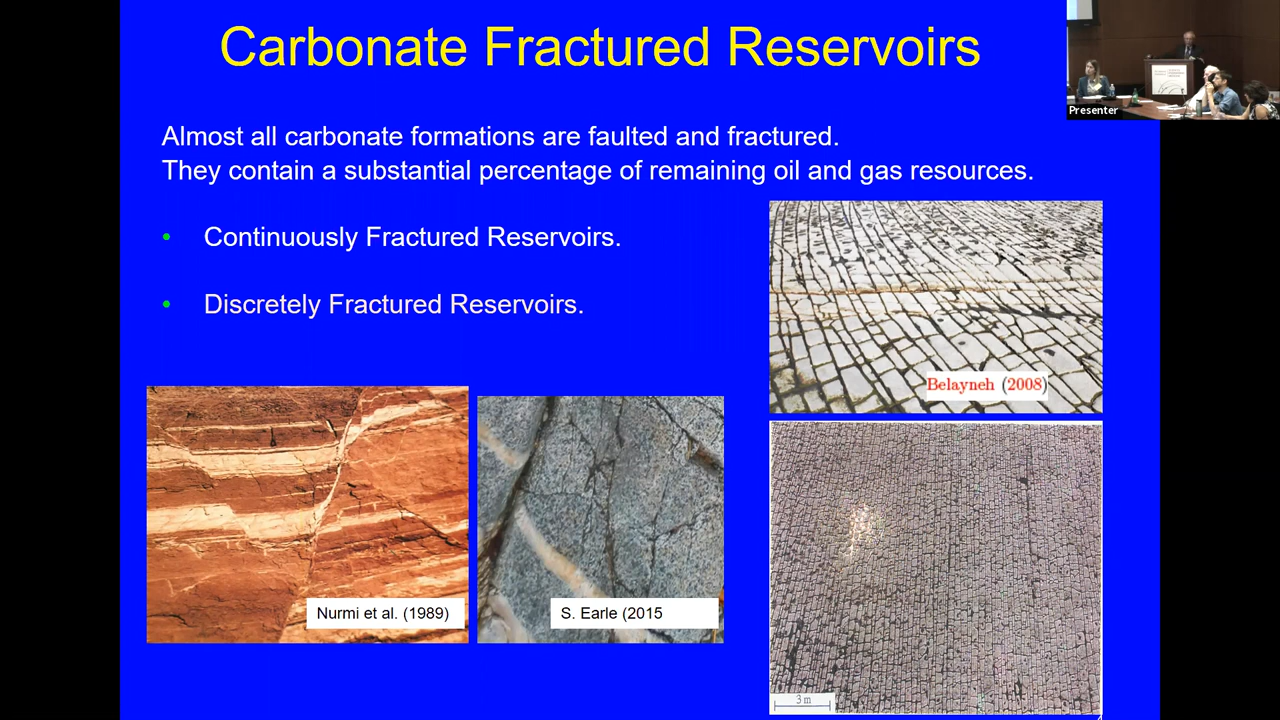 Carbonate Fractured Reservoirs
Presenter
Almost all carbonate formations are faulted and fractured.
They contain a substantial percentage of remaining oil and gas resources.
• Continuously Fractured Reservoirs.
• Discretely Fractured Reservoirs.
Belayneh (2008)
Nurmi et al. (1989)
S. Earle (2015
3 m